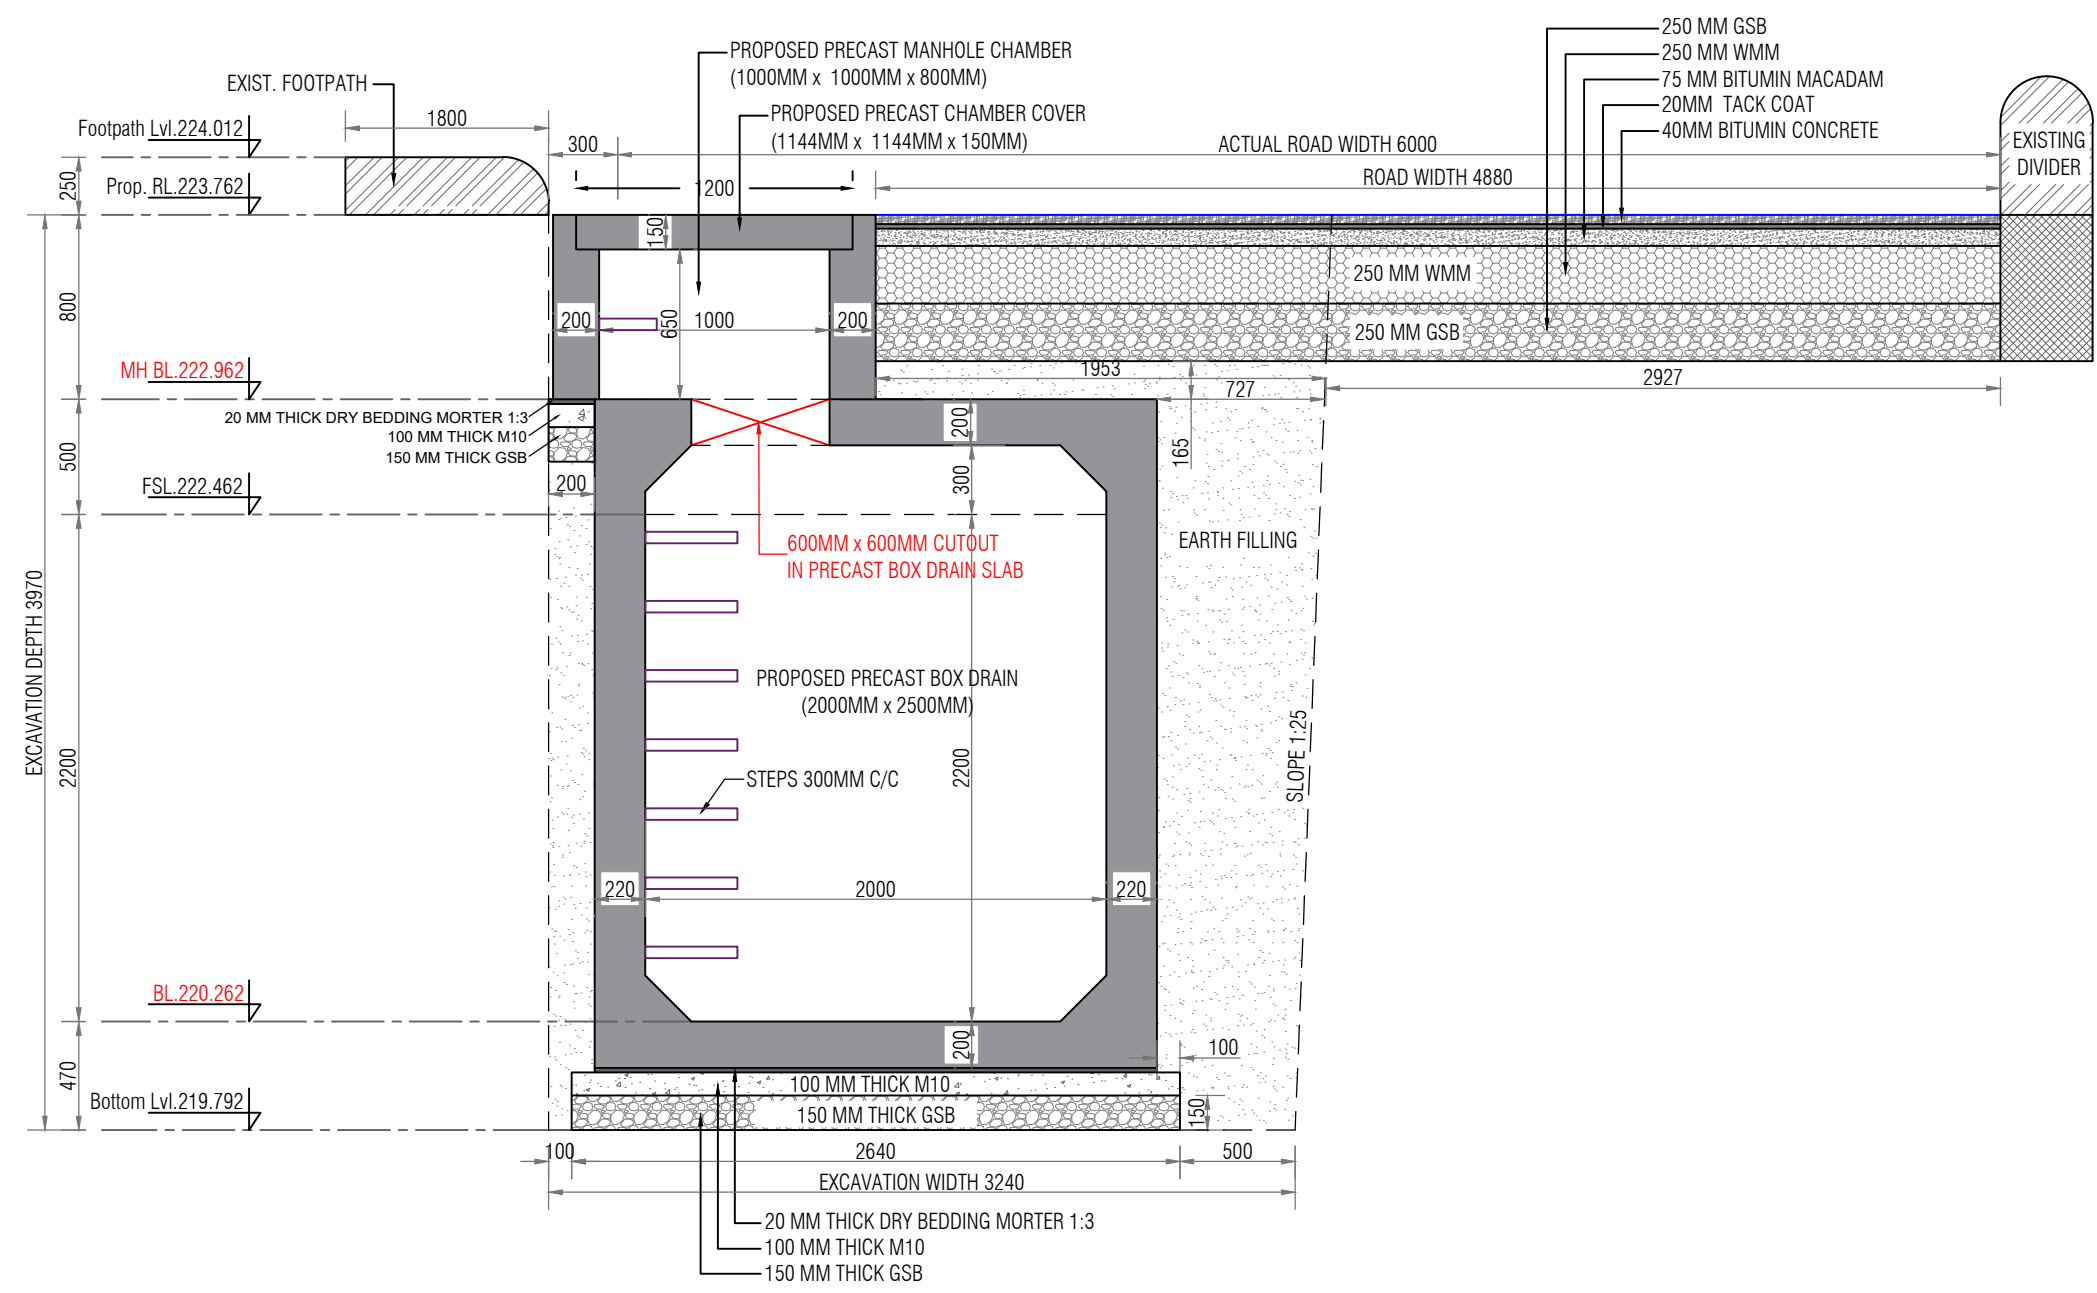 250 MM GSB
250 MM WMM
75 MM BITUMIN MACADAM
20MM TACK COAT
40MM BITUMIN CONCRETE
PROPOSED PRECAST MANHOLE CHAMBER
(1000MM x 1000MM x 800MM)
PROPOSED PRECAST CHAMBER COVER
(1144MM x 1144MM x 150MM)
EXIST. FOOTPATH
1800
Footpath Lvl.224.012
300
ACTUAL ROAD WIDTH 6000
EXISTING
DIVIDER
250
Prop. RL.223.762
1200
ROAD WIDTH 4880
150
800
250 MM WMM
200
1000
200
650
250 MM GSB
MH BL.222.962
1953
727
2927
20 MM THICK DRY BEDDING MORTER 1:3
100 MM THICK M10
150 MM THICK GSB
200
165
500
300
FSL.222.462
200
600MM x 600MM CUTOUT
IN PRECAST BOX DRAIN SLAB
EARTH FILLING
EXCAVATION DEPTH 3970
PROPOSED PRECAST BOX DRAIN
(2000MM x 2500MM)
SLOPE 1:25
2200
2200
STEPS 300MM C/C
220
2000
220
BL.220.262
200
100
470
100 MM THICK M10
Bottom Lvl.219.792
150 MM THICK GSB
150
100
2640
500
EXCAVATION WIDTH 3240
20 MM THICK DRY BEDDING MORTER 1:3
100 MM THICK M10
150 MM THICK GSB